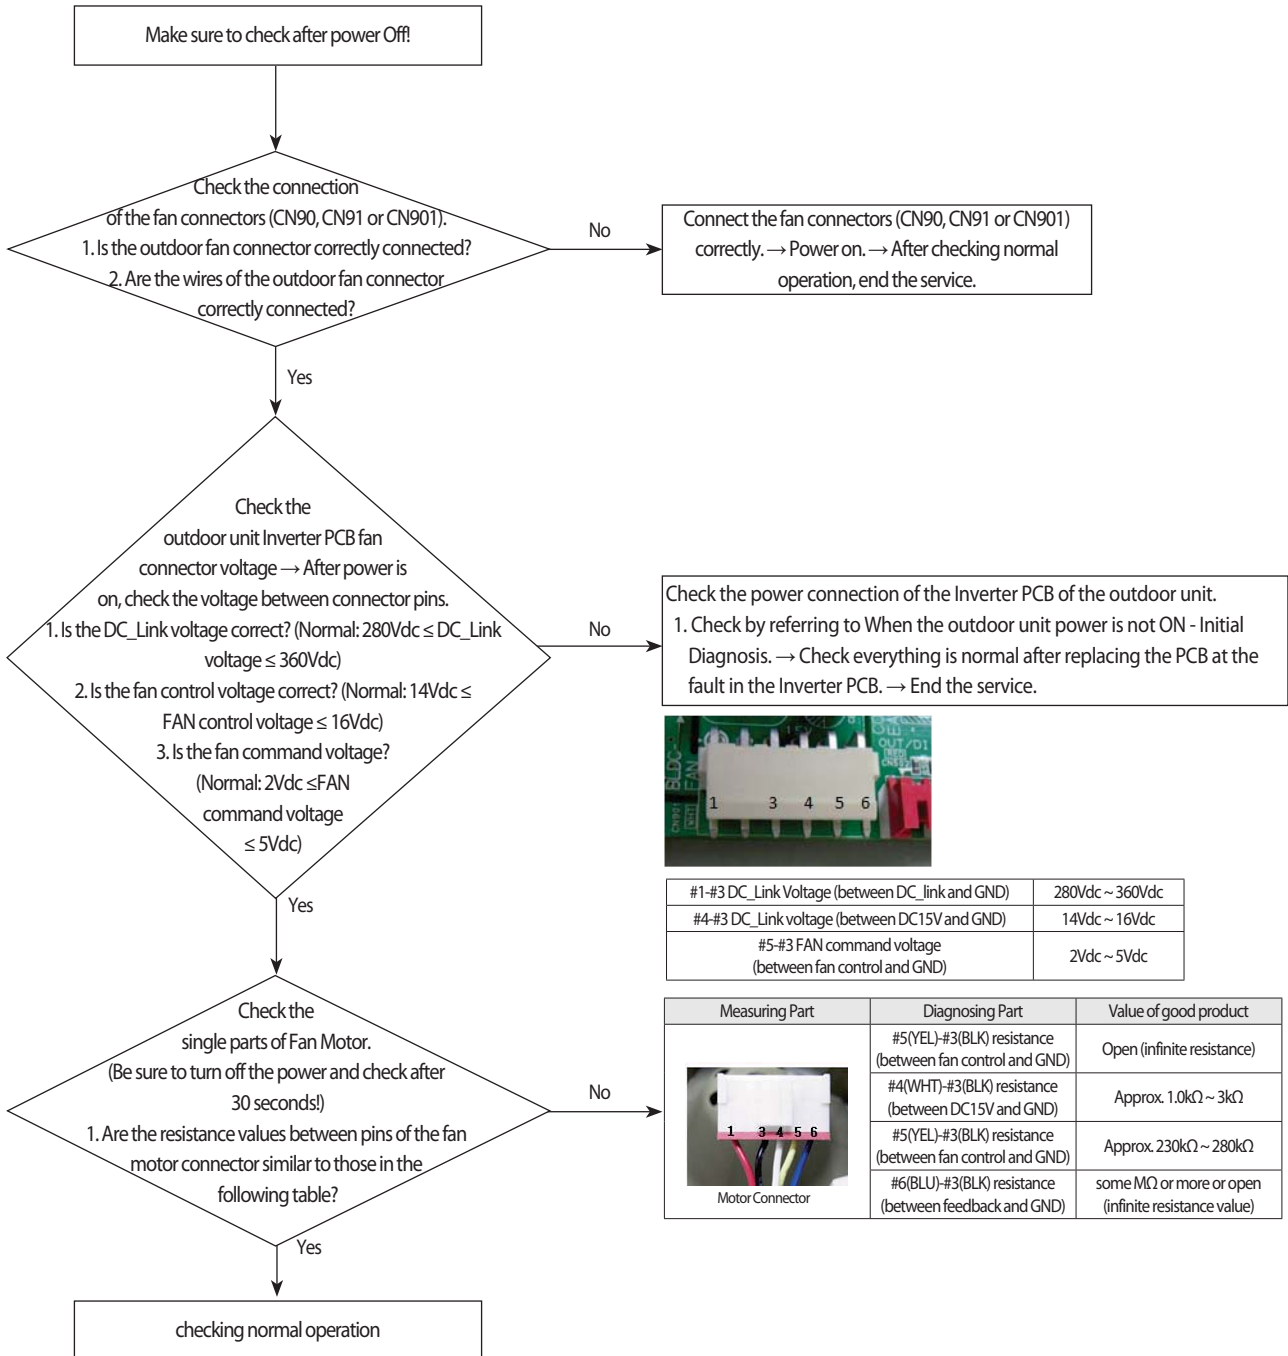 Make sure to check after power Off!
Check the connection
of the fan connectors (CN90, CN91 or CN901).
1. Is the outdoor fan connector correctly connected?
2. Are the wires of the outdoor fan connector
correctly connected?
No
Connect the fan connectors (CN90, CN91 or CN901)
correctly. → Power on. → After checking normal
operation, end the service.
Yes
Check the
outdoor unit Inverter PCB fan
connector voltage → After power is
on, check the voltage between connector pins.
1. Is the DC_Link voltage correct? (Normal: 280Vdc ≤ DC_Link
voltage ≤ 360Vdc)
2. Is the fan control voltage correct? (Normal: 14Vdc ≤
FAN control voltage ≤ 16Vdc)
3. Is the fan command voltage?
(Normal: 2Vdc ≤FAN
command voltage
≤ 5Vdc)
No
Check the power connection of the Inverter PCB of the outdoor unit.
1. Check by referring to When the outdoor unit power is not ON - Initial
Diagnosis. → Check everything is normal after replacing the PCB at the
fault in the Inverter PCB. → End the service.
BLDC-
FAN
CN901
WHT
OUT/D1
RED
1 3 4 5 6
#1-#3 DC_Link Voltage (between DC_link and GND) 280Vdc ~ 360Vdc
#4-#3 DC_Link voltage (between DC15V and GND) 14Vdc ~ 16Vdc
#5-#3 FAN command voltage
(between fan control and GND) 2Vdc ~ 5Vdc
Yes
Check the
single parts of Fan Motor.
(Be sure to turn off the power and check after
30 seconds!)
1. Are the resistance values between pins of the fan
motor connector similar to those in the
following table?
No
Measuring Part Diagnosing Part Value of good product
1 3 4 5 6
Motor Connector
#5(YEL)-#3(BLK) resistance
(between fan control and GND) Open (infinite resistance)
#4(WHT)-#3(BLK) resistance
(between DC15V and GND) Approx. 1.0kΩ ~ 3kΩ
#5(YEL)-#3(BLK) resistance
(between fan control and GND) Approx. 230kΩ ~ 280kΩ
#6(BLU)-#3(BLK) resistance
(between feedback and GND)
some MΩ or more or open
(infinite resistance value)
Yes
checking normal operation